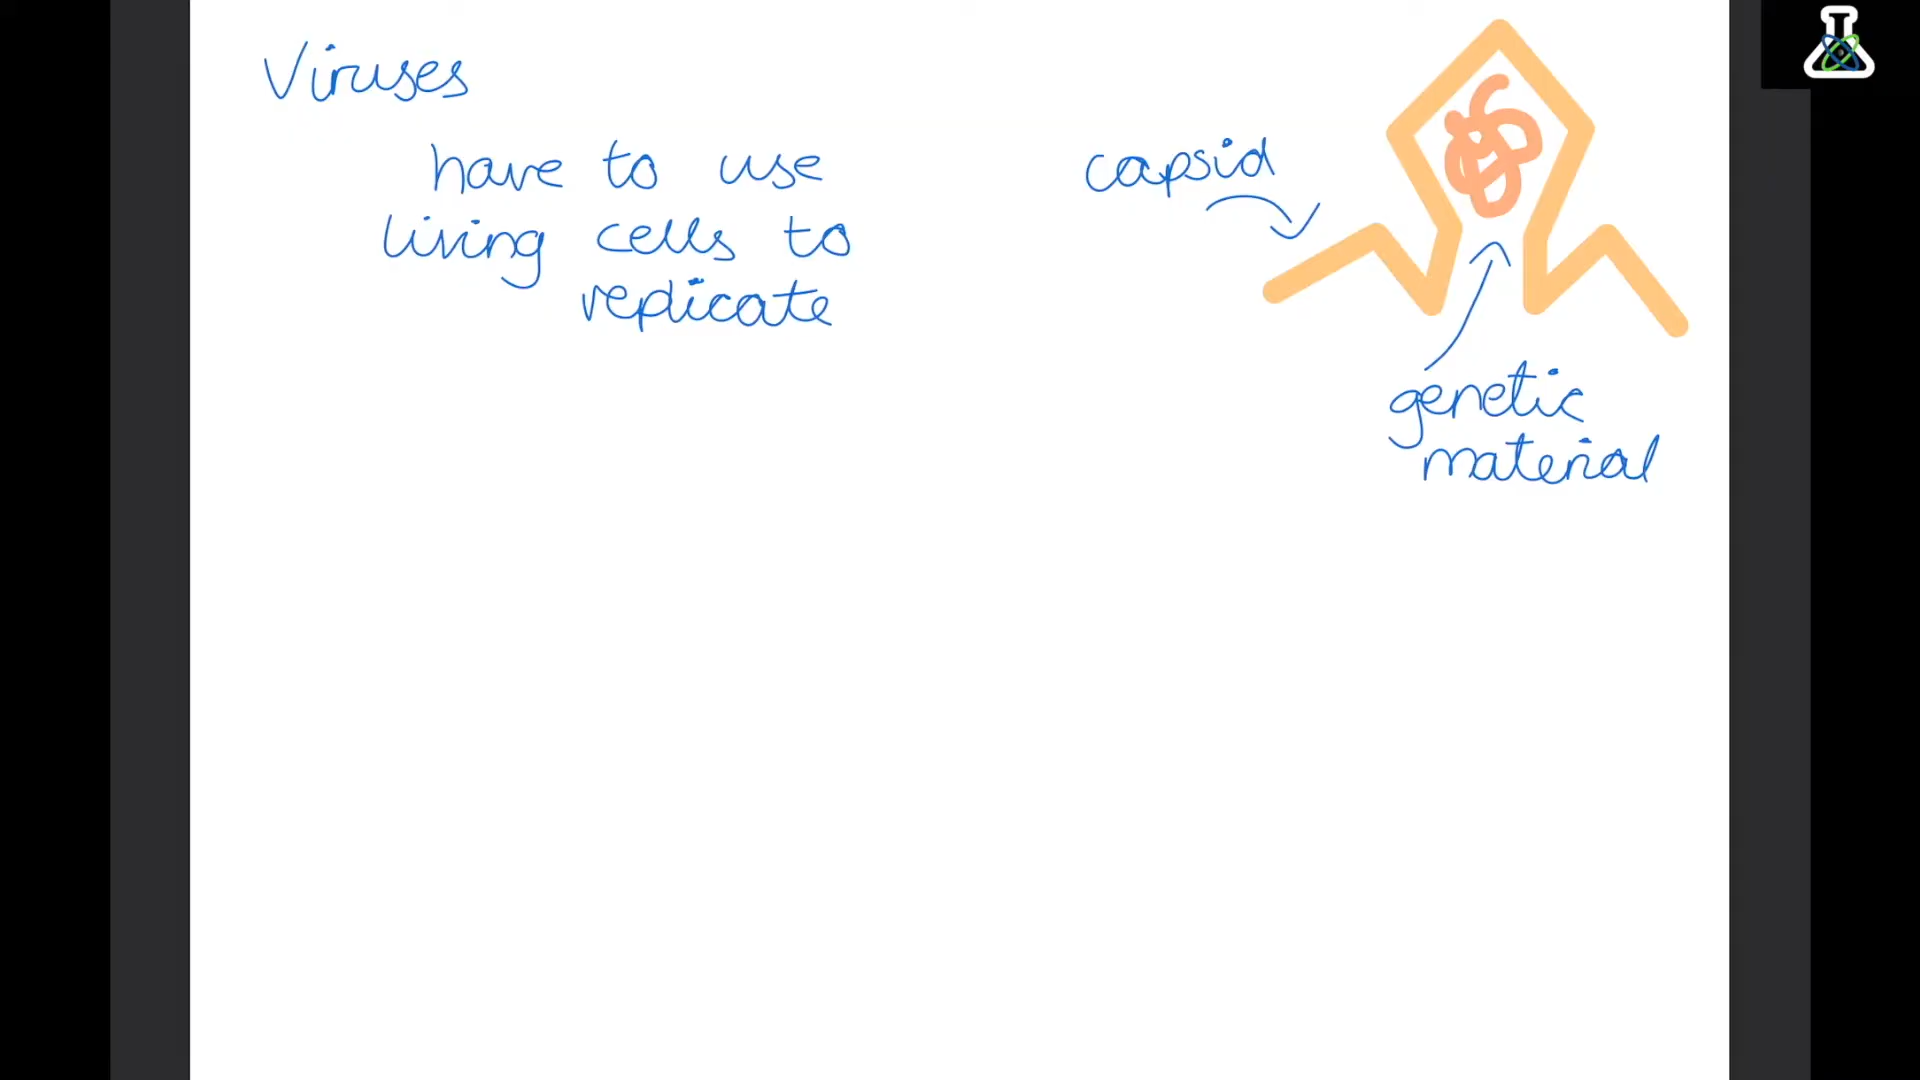 Viruses
have to use
living cells to
replicate
capsid
genetic
material